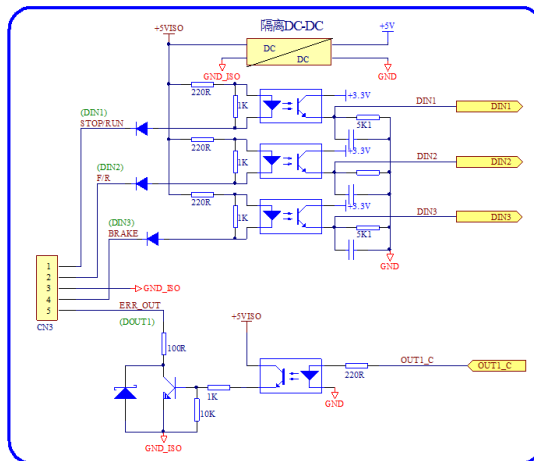 隔离DC-DC
+5VISO
+5V
DC
DC
GND_ISO
GND
220R
1K
+3.3V
DIN1
DIN1
(DIN1)
STOP/RUN
5K1
+3.3V
220R
1K
DIN2
DIN2
(DIN2)
F/R
+3.3V
220R
1K
DIN3
DIN3
(DIN3)
BRAKE
5K1
GND
1
2
3
4
5
CN3
GND_ISO
ERR_OUT
(DOUT1)
+5VISO
100R
OUT1_C
OUT1_C
220R
1K
10K
GND
GND_ISO